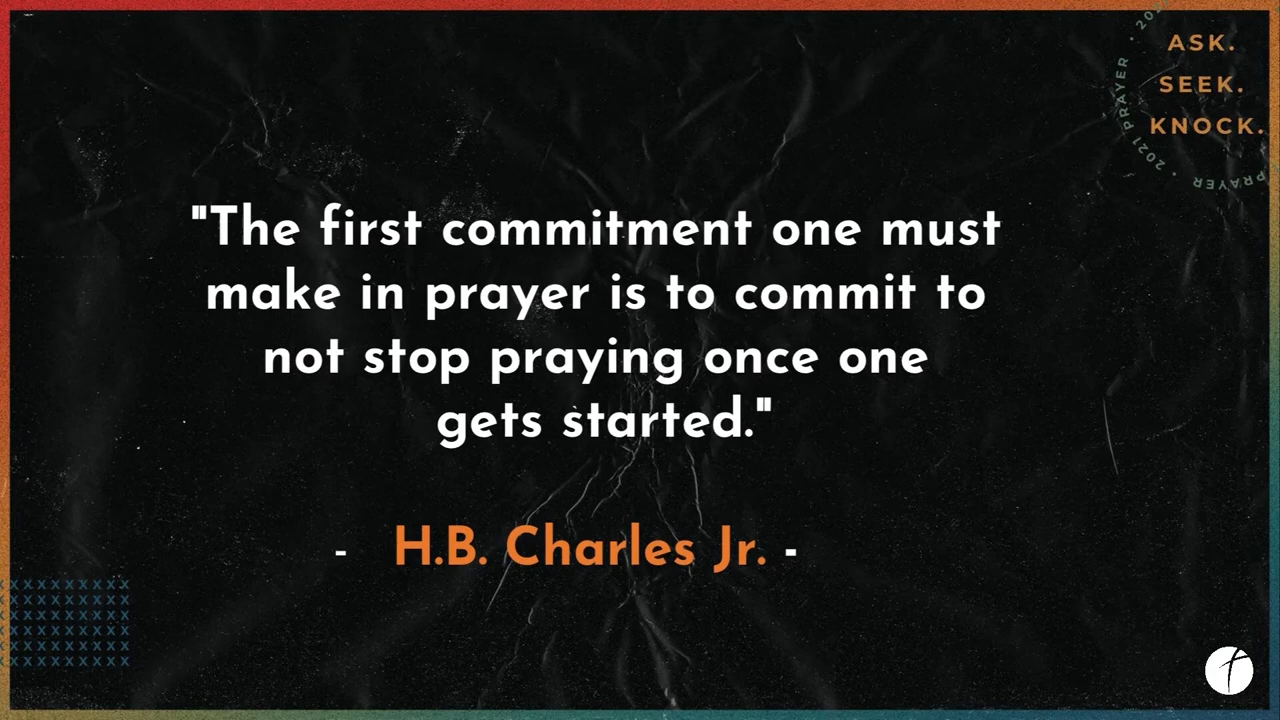 ASK.
SEEK.
KNOCK.
PRAYER • 2021 PRAYER • 202
"The first commitment one must
make in prayer is to commit to
not stop praying once one
gets started."
- H.B. Charles Jr. -
x x x x x x x x x x x
x x x x x x x x x x x
x x x x x x x x x x x
x x x x x x x x x x x
x x x x x x x x x x x
x x x x x x x x x x x